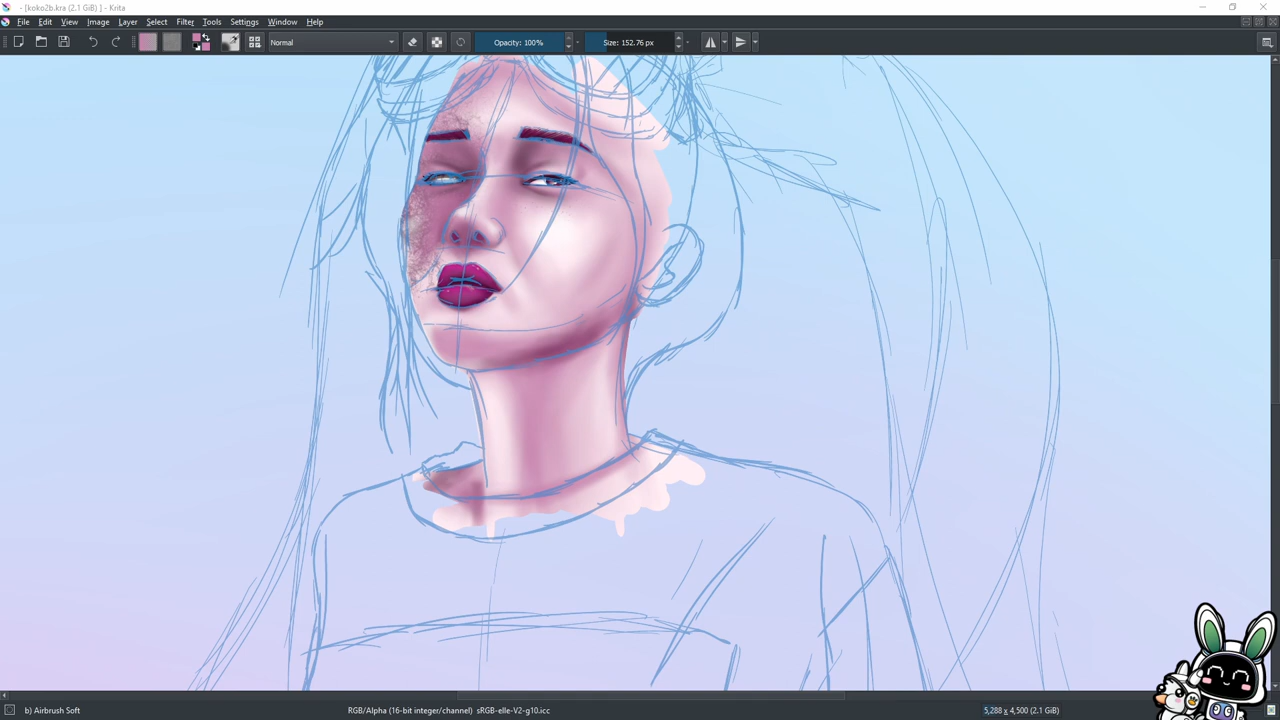 - [koko2b.kra (2.1 GiB) ] - Krita
File Edit View Image Layer Select Filter Tools Settings Window Help
Normal Opacity: 100% Size: 152.76 px
b) Airbrush Soft RGB/Alpha (16-bit integer/channel) sRGB-elle-V2-g10.icc 5,288 x 4,500 (2.1 GiB)